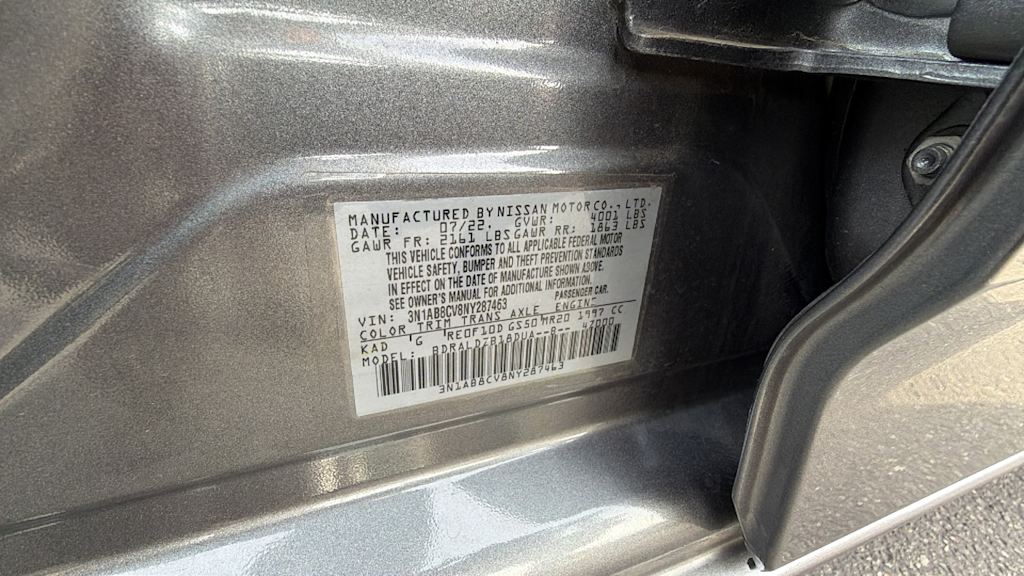 MANUFACTURED BY NISSAN MOTOR CO., LTD.
DATE: 07/22, GVWR: 4001 LBS
GAWR FR: 2161 LBS GAWR RR: 1863 LBS
THIS VEHICLE CONFORMS TO ALL APPLICABLE FEDERAL MOTOR
VEHICLE SAFETY, BUMPER AND THEFT PREVENTION STANDARDS
IN EFFECT ON THE DATE OF MANUFACTURE SHOWN ABOVE.
SEE OWNER'S MANUAL FOR ADDITIONAL INFORMATION.
VIN: 3N1AB8CV8NY287463 PASSENGER CAR.
COLOR TRIM TRANS AXLE ENGINE
KAD G RE0F10D GS50 MR20 1997 CC
MODEL: 47000
3N1AB8CV8NY287463